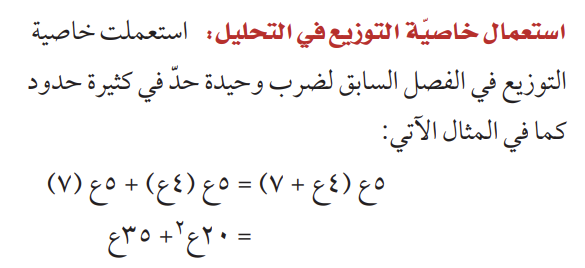 استعمال خاصيّة التوزيع في التحليل: استعملت خاصية
التوزيع في الفصل السابق لضرب وحيدة حدّ في كثيرة حدود
كما في المثال الآتي:
٥ع (٤ع + ٧) = ٥ع (٤ع) + ٥ع (٧)
= ٢٠ع٢ + ٣٥ع